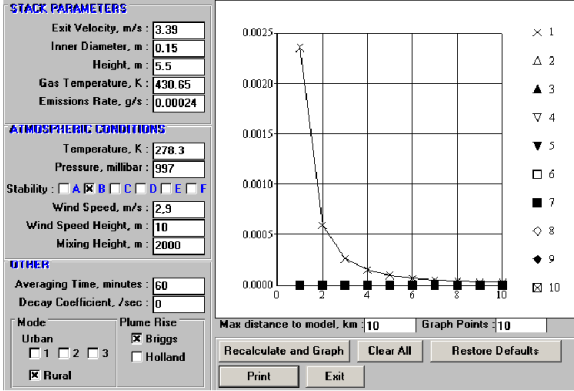 STACK PARAMETERS
Exit Velocity, m/s : 3.39
Inner Diameter, m : 0.15
Height, m : 5.5
Gas Temperature, K : 430.65
Emissions Rate, g/s : 0.00024
ATMOSPHERIC CONDITIONS
Temperature, K : 278.3
Pressure, millibar : 997
Stability : A B C D E F
Wind Speed, m/s : 2,9
Wind Speed Height, m : 10
Mixing Height, m : 2000
OTHER
Averaging Time, minutes : 60
Decay Coefficient, /sec : 0
Mode
Urban
1 2 3
Rural
Plume Rise
Briggs
Holland
0.0025
0.0020
0.0015
0.0010
0.0005
0.0000
0 2 4 6 8 10
1
2
3
4
5
6
7
8
9
10
Max distance to model, km : 10 Graph Points : 10
Recalculate and Graph Clear All Restore Defaults
Print Exit